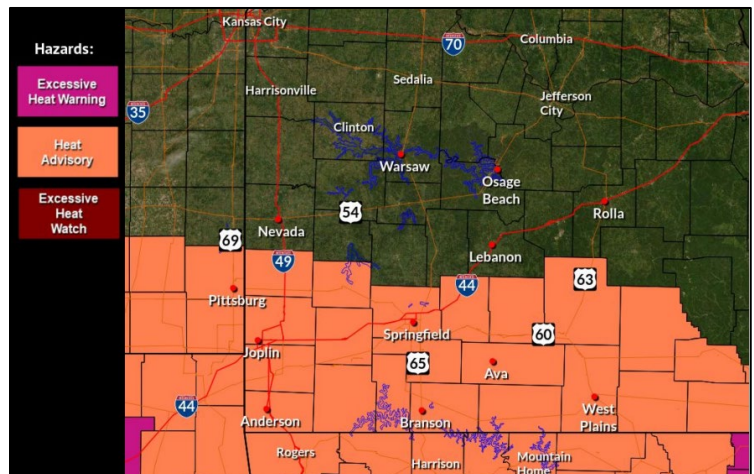 Hazards:
Excessive
Heat Warning
Heat
Advisory
Excessive
Heat
Watch
Kansas City
70
Columbia
Harrisonville
Sedalia
35
Jefferson
City
Clinton
Warsaw
Osage
Beach
54
Rolla
Nevada
69
Lebanon
49
44
63
Pittsburg
Springfield
60
Joplin
65
Ava
44
Anderson
Branson
West
Plains
Rogers
Harrison
Mountain
Home